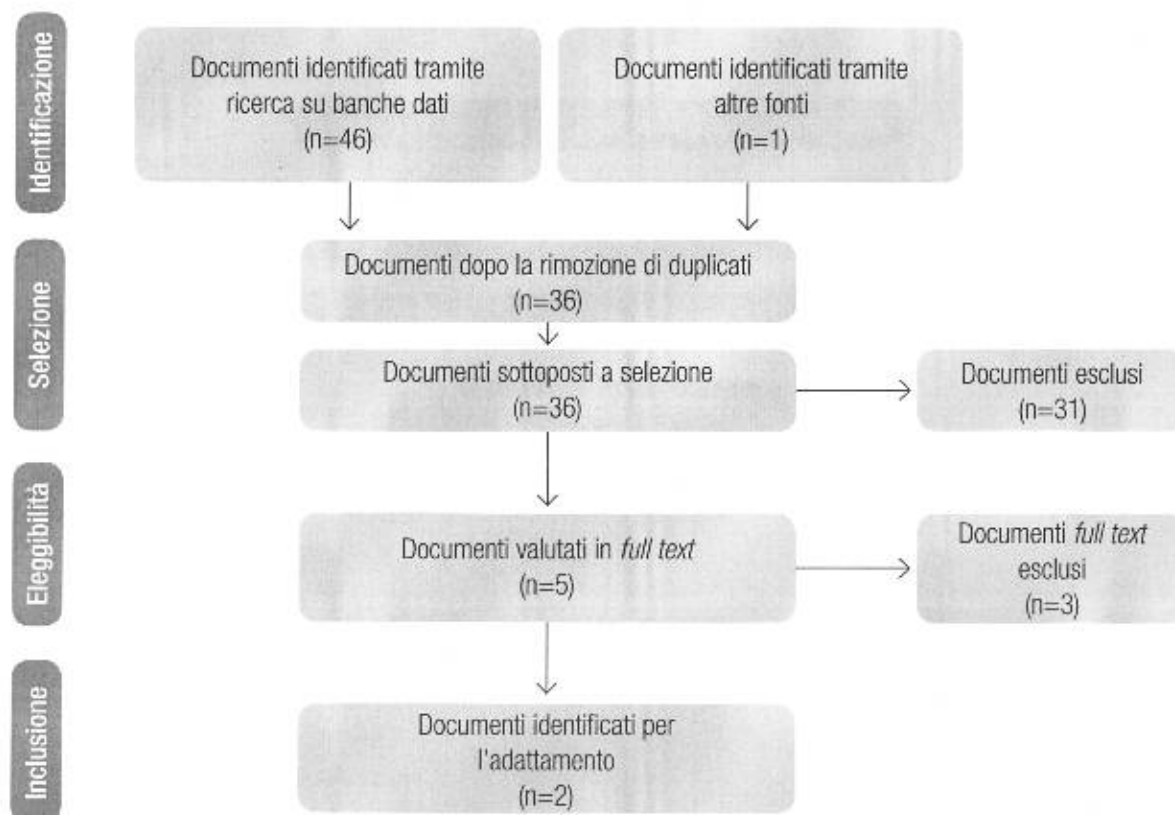 Identificazione
Documenti identificati tramite
ricerca su banche dati
(n=46)
Documenti identificati tramite
altre fonti
(n=1)
Selezione
Documenti dopo la rimozione di duplicati
(n=36)
Documenti sottoposti a selezione
(n=36)
Documenti esclusi
(n=31)
Eleggibilità
Documenti valutati in full text
(n=5)
Documenti full text
esclusi
(n=3)
Inclusione
Documenti identificati per
l'adattamento
(n=2)